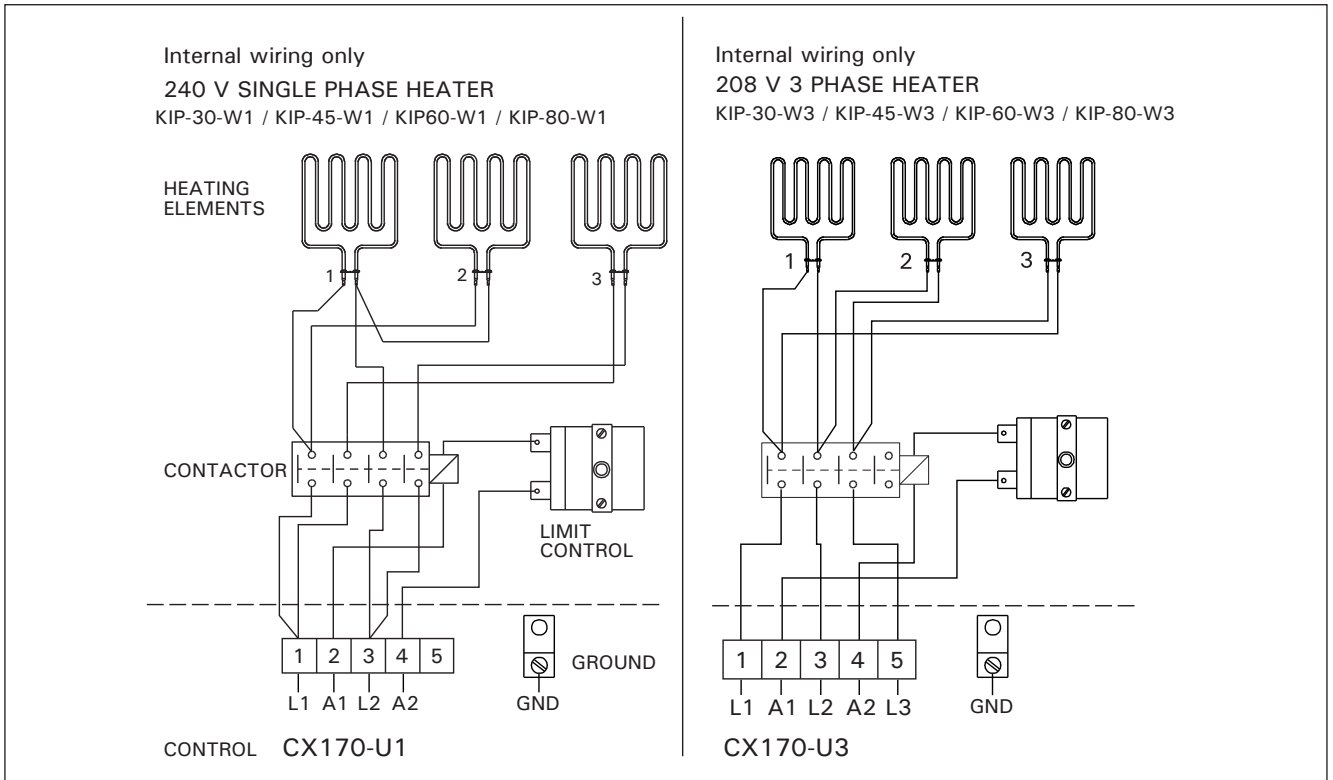 Internal wiring only
240 V SINGLE PHASE HEATER
KIP-30-W1 / KIP-45-W1 / KIP60-W1 / KIP-80-W1
HEATING
ELEMENTS
1
2
3
CONTACTOR
LIMIT
CONTROL
1 2 3 4 5
GROUND
L1 A1 L2 A2
GND
CONTROL CX170-U1
Internal wiring only
208 V 3 PHASE HEATER
KIP-30-W3 / KIP-45-W3 / KIP-60-W3 / KIP-80-W3
1
2
3
1 2 3 4 5
L1 A1 L2 A2 L3
GND
CX170-U3